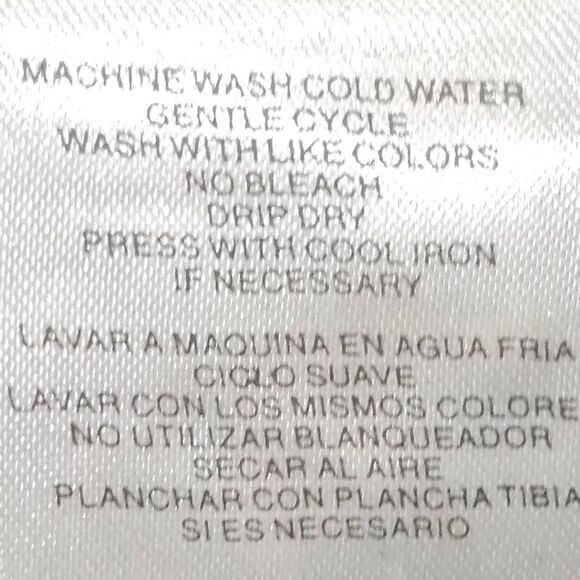 MACHINE WASH COLD WATER
GENTLE CYCLE
WASH WITH LIKE COLORS
NO BLEACH
DRIP DRY
PRESS WITH COOL IRON
IF NECESSARY
LAVAR A MAQUINA EN AGUA FRIA
CICLO SUAVE
LAVAR CON LOS MISMOS COLORE
NO UTILIZAR BLANQUEADOR
SECAR AL AIRE
PLANCHAR CON PLANCHA TIBIA
SI ES NECESARIO